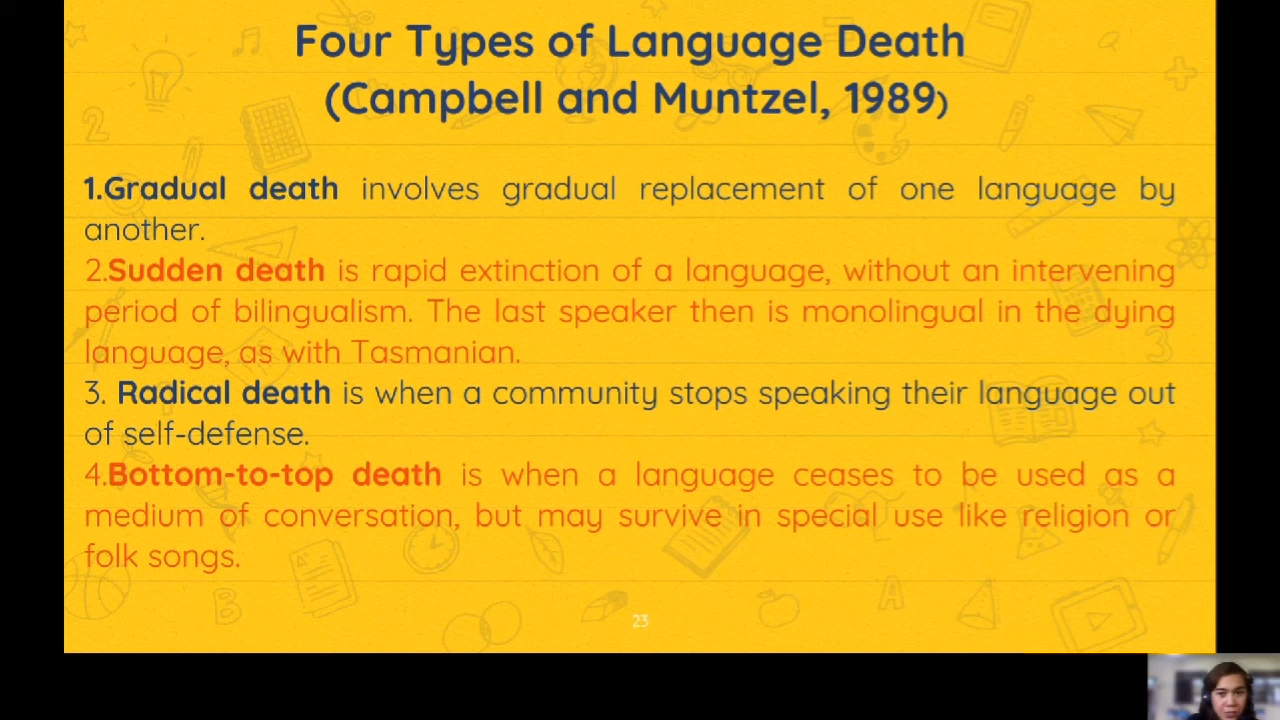 Four Types of Language Death
(Campbell and Muntzel, 1989)
1.Gradual death involves gradual replacement of one language by
another.
2.Sudden death is rapid extinction of a language, without an intervening
period of bilingualism. The last speaker then is monolingual in the dying
language, as with Tasmanian.
3. Radical death is when a community stops speaking their language out
of self-defense.
4.Bottom-to-top death is when a language ceases to be used as a
medium of conversation, but may survive in special use like religion or
folk songs.
23